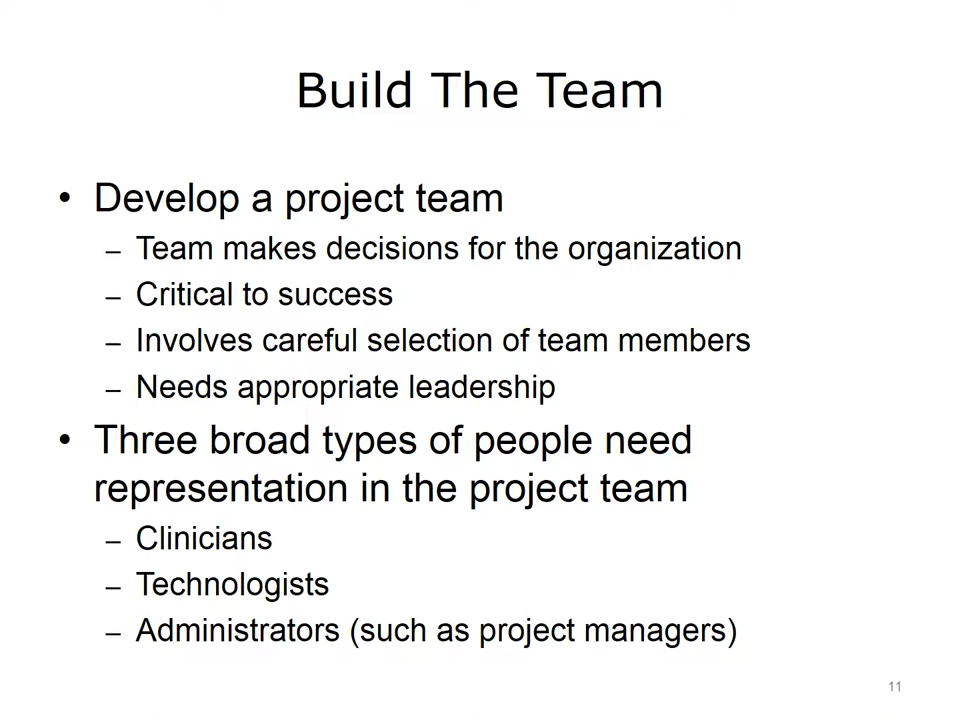 Build The Team
• Develop a project team
– Team makes decisions for the organization
– Critical to success
– Involves careful selection of team members
– Needs appropriate leadership
• Three broad types of people need
representation in the project team
– Clinicians
– Technologists
– Administrators (such as project managers)
11